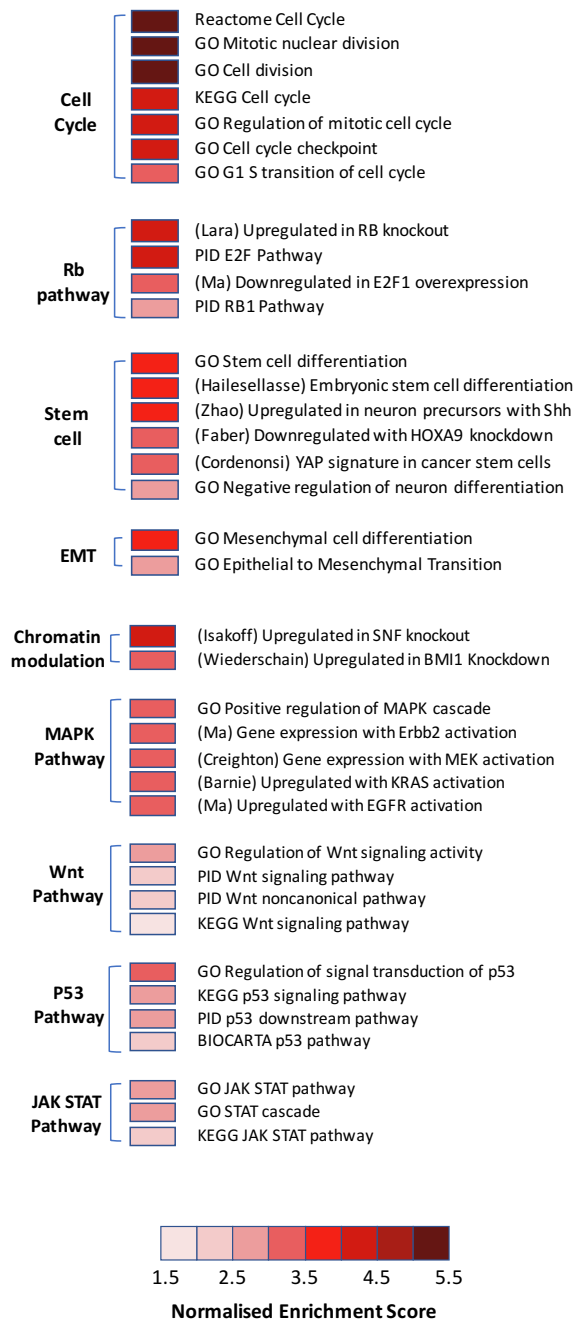 Cell
Cycle
Reactome Cell Cycle
GO Mitotic nuclear division
GO Cell division
KEGG Cell cycle
GO Regulation of mitotic cell cycle
GO Cell cycle checkpoint
GO G1 S transition of cell cycle
Rb
pathway
(Lara) Upregulated in RB knockout
PID E2F Pathway
(Ma) Downregulated in E2F1 overexpression
PID RB1 Pathway
Stem
cell
GO Stem cell differentiation
(Hailesellasse) Embryonic stem cell differentiation
(Zhao) Upregulated in neuron precursors with Shh
(Faber) Downregulated with HOXA9 knockdown
(Cordenonsi) YAP signature in cancer stem cells
GO Negative regulation of neuron differentiation
EMT
GO Mesenchymal cell differentiation
GO Epithelial to Mesenchymal Transition
Chromatin
modulation
(Isakoff) Upregulated in SNF knockout
(Wiederschain) Upregulated in BMI1 Knockdown
MAPK
Pathway
GO Positive regulation of MAPK cascade
(Ma) Gene expression with Erbb2 activation
(Creighton) Gene expression with MEK activation
(Barnie) Upregulated with KRAS activation
(Ma) Upregulated with EGFR activation
Wnt
Pathway
GO Regulation of Wnt signaling activity
PID Wnt signaling pathway
PID Wnt noncanonical pathway
KEGG Wnt signaling pathway
P53
Pathway
GO Regulation of signal transduction of p53
KEGG p53 signaling pathway
PID p53 downstream pathway
BIOCARTA p53 pathway
JAK STAT
Pathway
GO JAK STAT pathway
GO STAT cascade
KEGG JAK STAT pathway
1.5 2.5 3.5 4.5 5.5
Normalised Enrichment Score